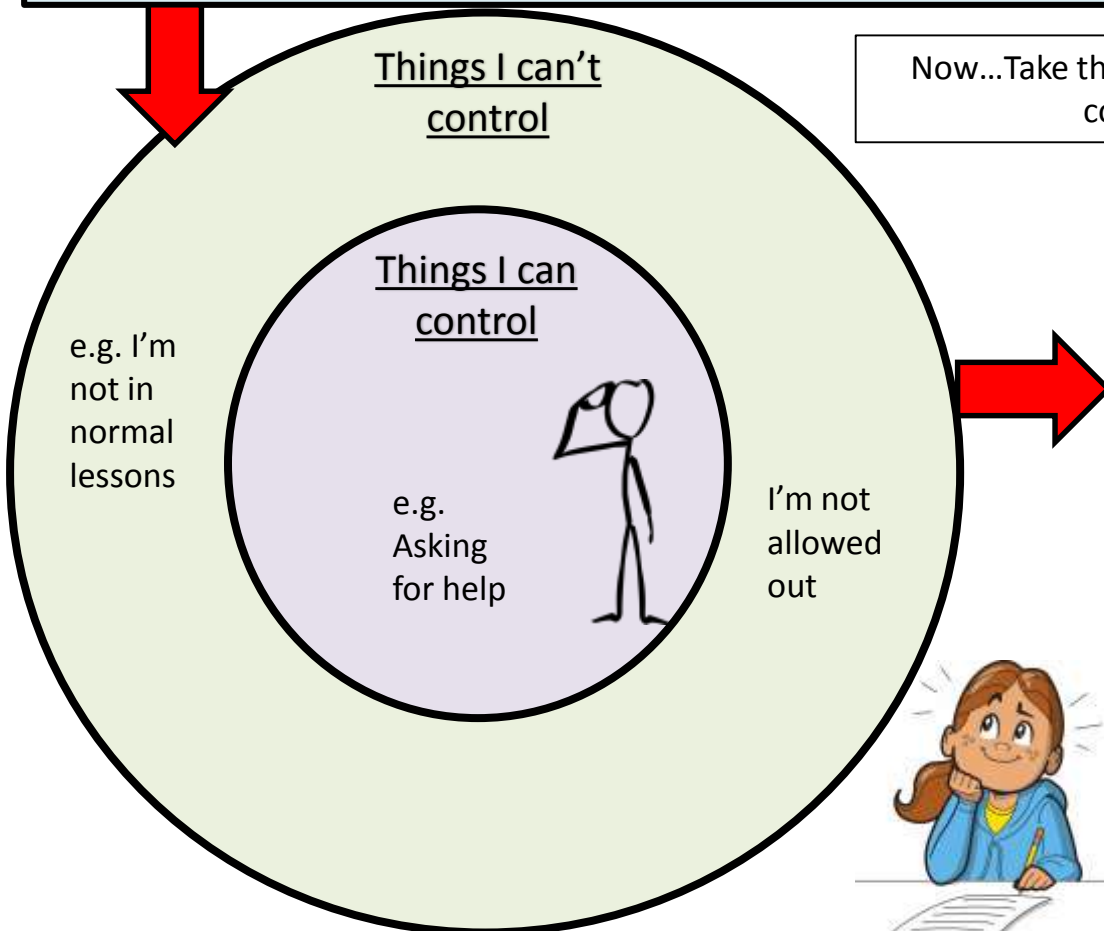 Things I can't
control
Now...Take th
co
Things I can
control
e.g. I'm
not in
normal
lessons
e.g.
Asking
for help
I'm not
allowed
out